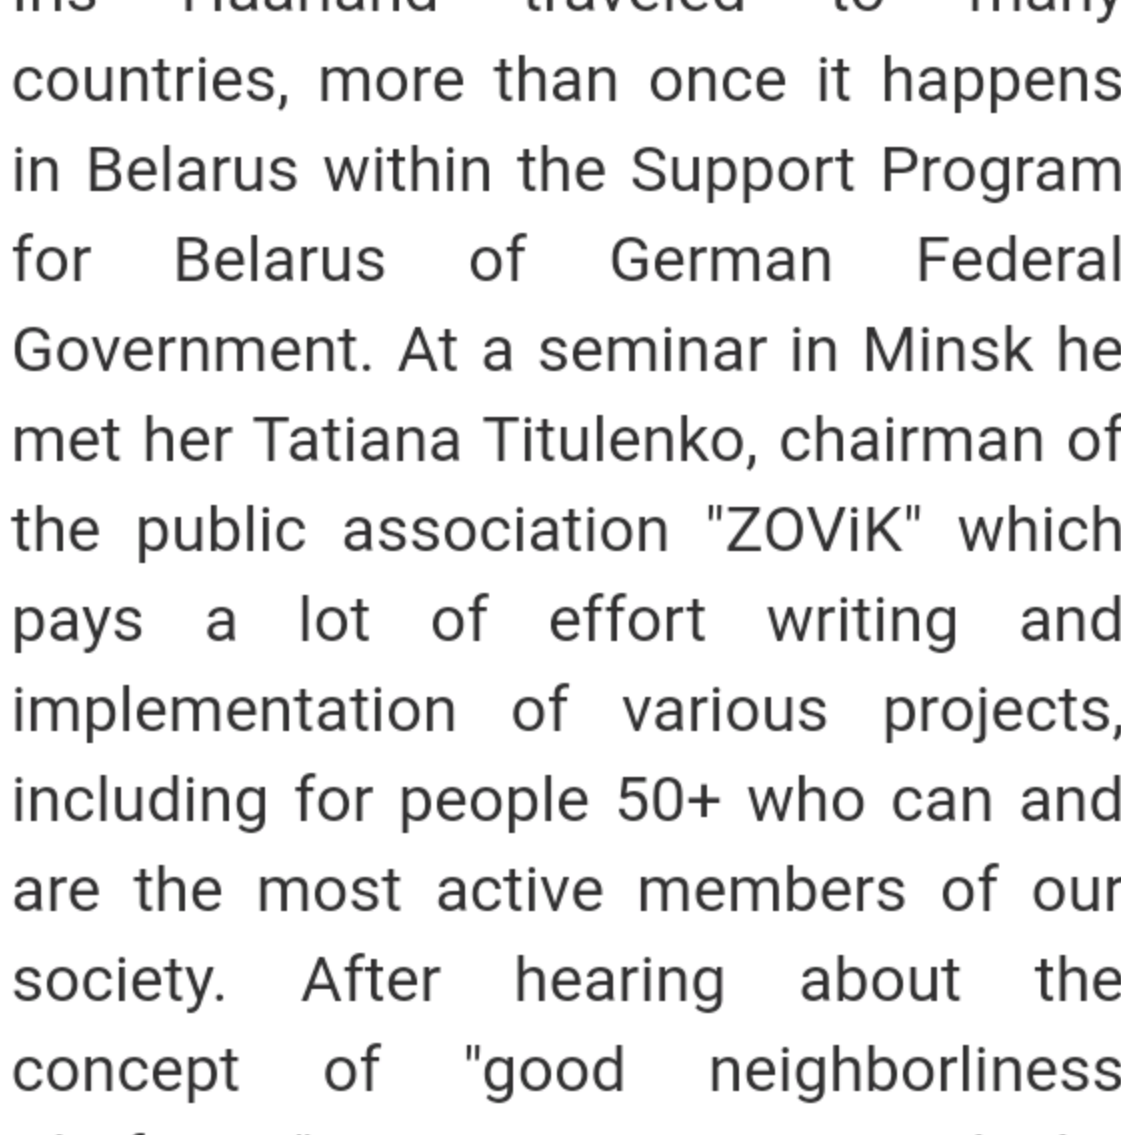 traveled to many
countries, more than once it happens
in Belarus within the Support Program
for Belarus of German Federal
Government. At a seminar in Minsk he
met her Tatiana Titulenko, chairman of
the public association "ZOViK" which
pays a lot of effort writing and
implementation of various projects,
including for people 50+ who can and
are the most active members of our
society. After hearing about the
concept of "good neighborliness